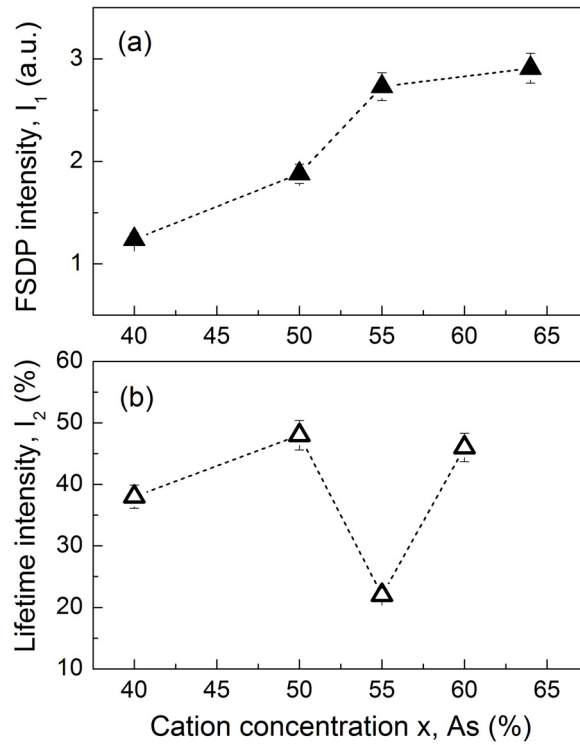 (a)
FSDP intensity, I₁ (a.u.)
3
2
1
40 45 50 55 60 65
(b)
Lifetime intensity, I₂ (%)
60
50
40
30
20
10
40 45 50 55 60 65
Cation concentration x, As (%)